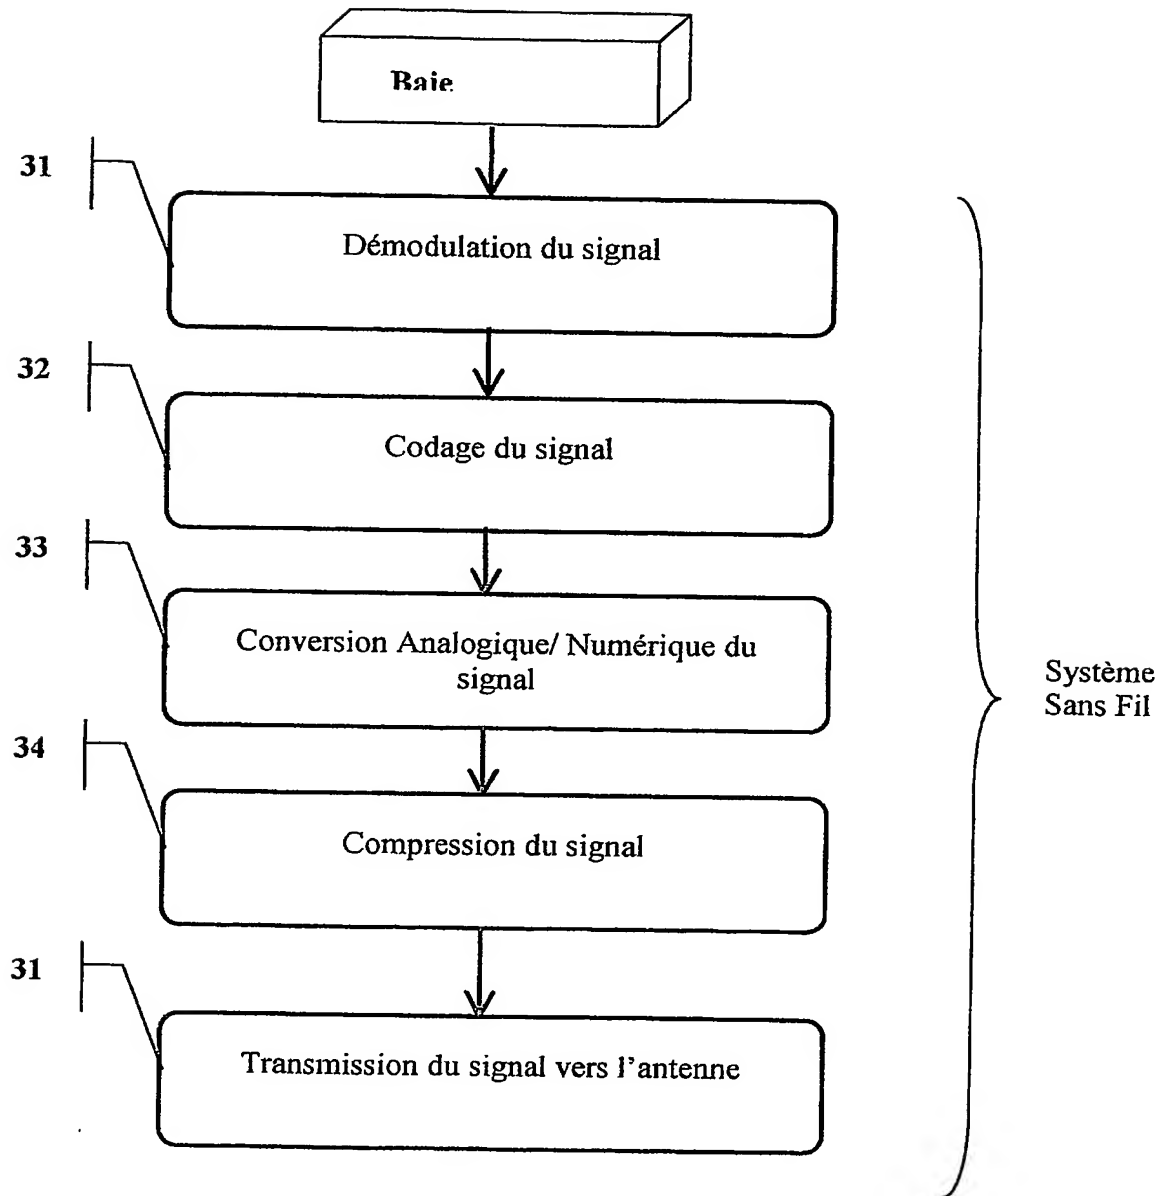 Baie
31
Démodulation du signal
32
Codage du signal
33
Conversion Analogique/ Numérique du
signal
34
Compression du signal
31
Transmission du signal vers l'antenne
Système
Sans Fil